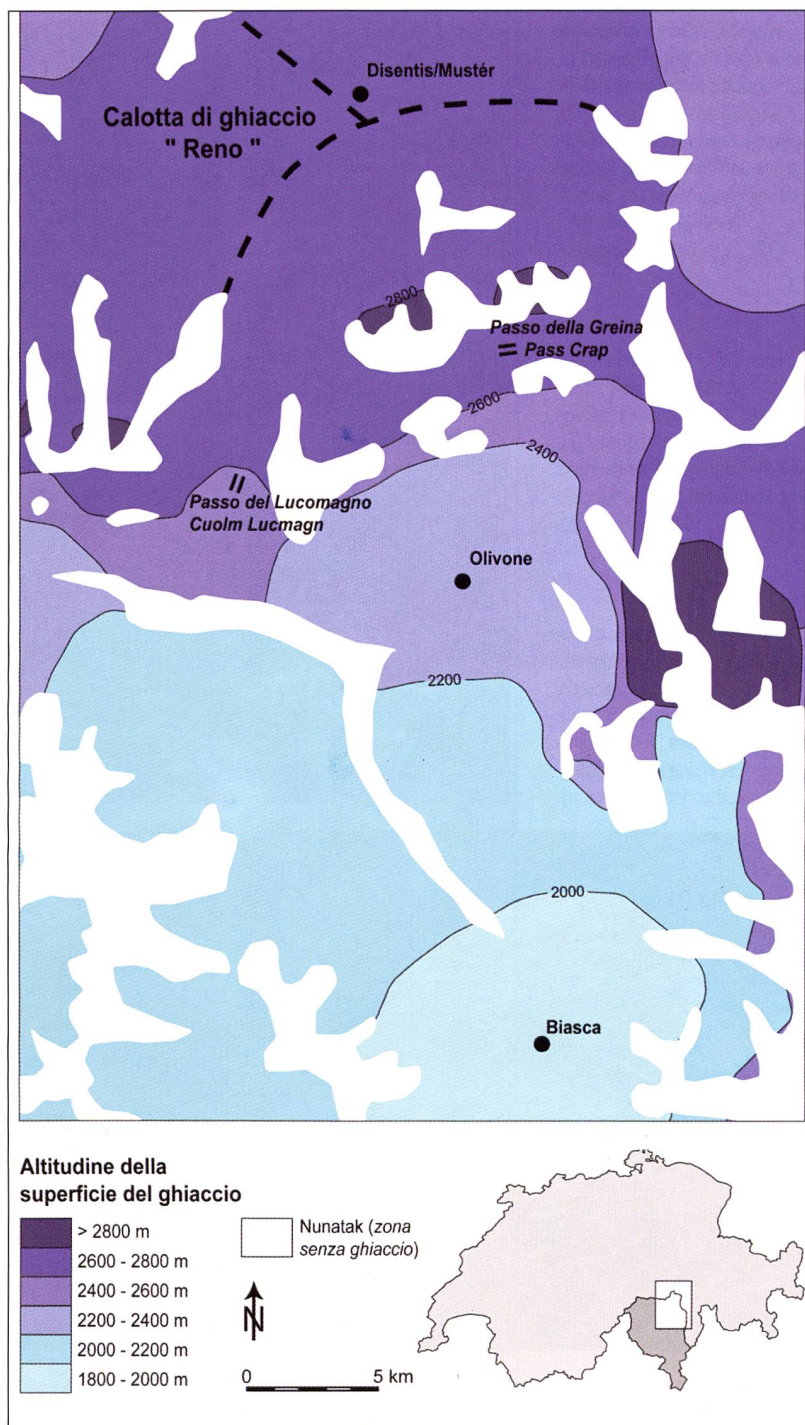 Disentis/Mustér
Calotta di ghiaccio
" Reno "
2800
Passo della Greina
Pass Crap
2600
2400
Passo del Lucomagno
Cuolm Lucmagn
Olivone
2200
2000
Biasca
Altitudine della
superficie del ghiaccio
> 2800 m
2600 - 2800 m
2400 - 2600 m
2200 - 2400 m
2000 - 2200 m
1800 - 2000 m
Nunatak (zona
senza ghiaccio)
N
0 5 km